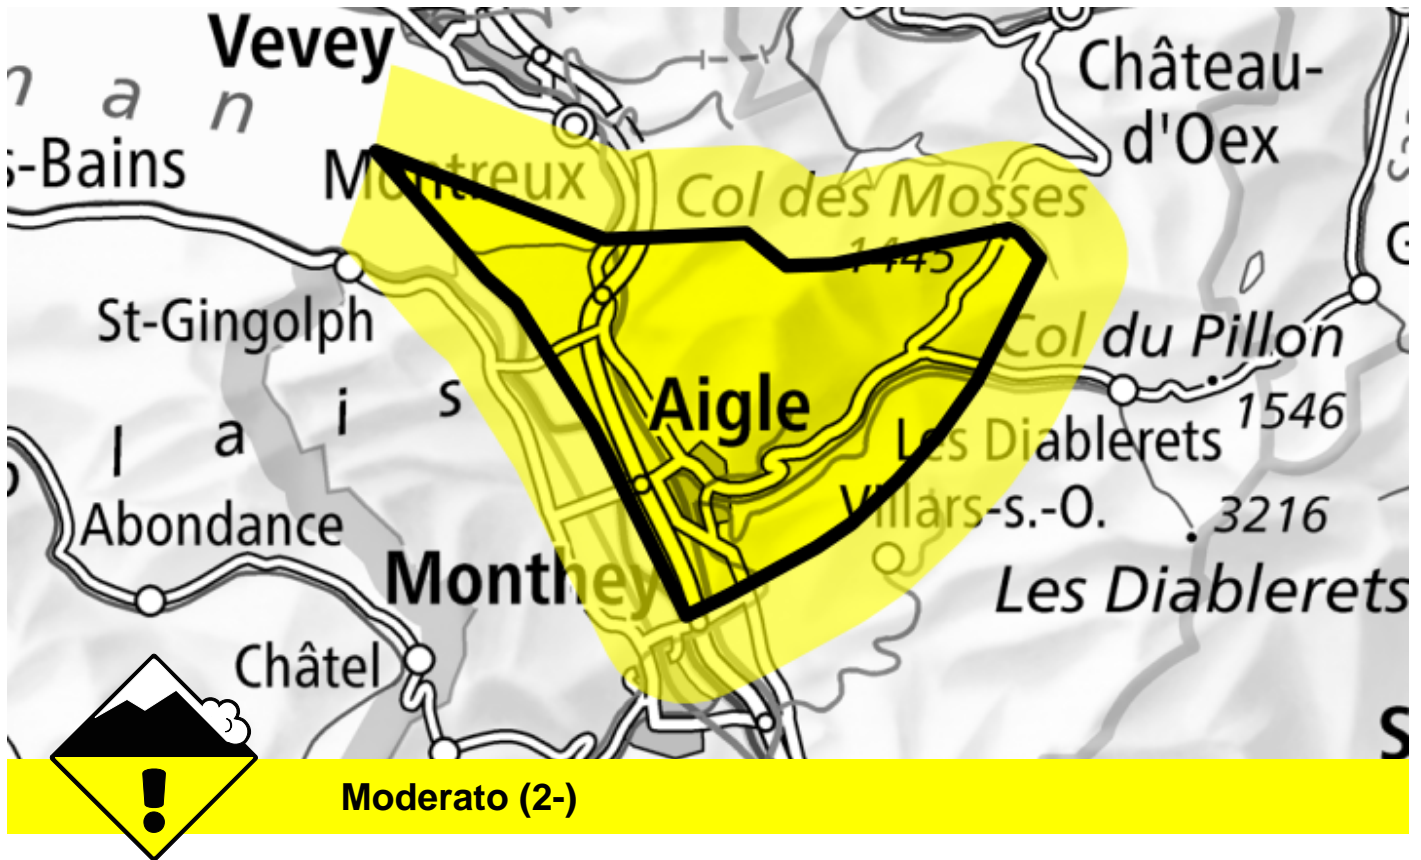 Vevey
Château-
d'Oex
n a n
s-Bains
Montreux
Col des Mosses
1445
St-Gingolph
Col du Pillon
1546
l a i s
Aigle
Les Diablerets
Villars-s.-O.
3216
Abondance
Monthey
Les Diablerets
Châtel
S
Moderato (2-)